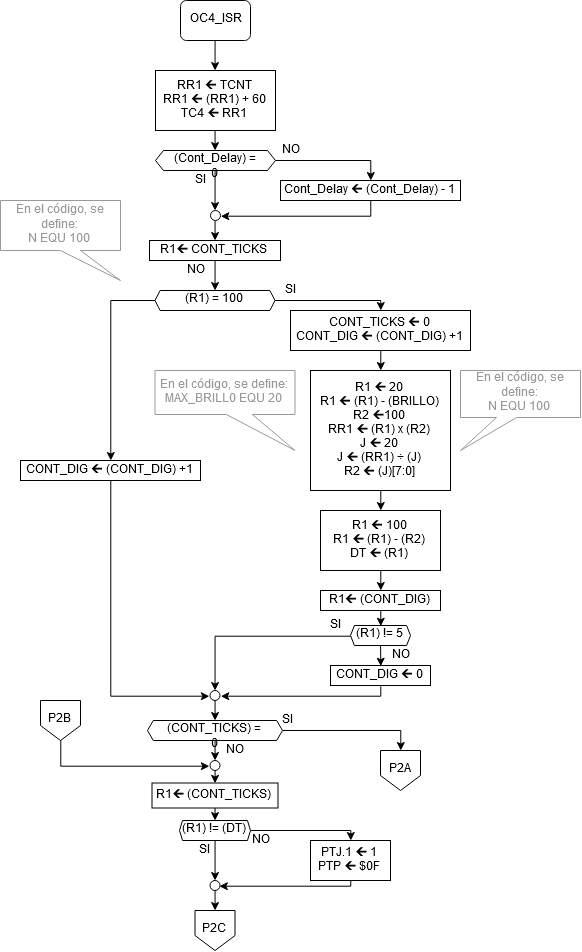 OC4_ISR
RR1 🡨 TCNT
RR1 🡨 (RR1) + 60
TC4 🡨 RR1
(Cont_Delay) =
0
NO
SI
Cont_Delay 🡨 (Cont_Delay) - 1
En el código, se
define:
N EQU 100
R1🡨 CONT_TICKS
NO
(R1) = 100
SI
CONT_TICKS 🡨 0
CONT_DIG 🡨 (CONT_DIG) +1
En el código, se define:
MAX_BRILL0 EQU 20
R1 🡨 20
R1 🡨 (R1) - (BRILLO)
R2 🡨100
RR1 🡨 (R1) x (R2)
J 🡨 20
J 🡨 (RR1) ÷ (J)
R2 🡨 (J)[7:0]
En el código, se
define:
N EQU 100
CONT_DIG 🡨 (CONT_DIG) +1
R1 🡨 100
R1 🡨 (R1) - (R2)
DT 🡨 (R1)
R1🡨 (CONT_DIG)
SI
(R1) != 5
NO
CONT_DIG 🡨 0
P2B
(CONT_TICKS) =
0
SI
NO
P2A
R1🡨 (CONT_TICKS)
(R1) != (DT)
NO
SI
PTJ.1 🡨 1
PTP 🡨 $0F
P2C